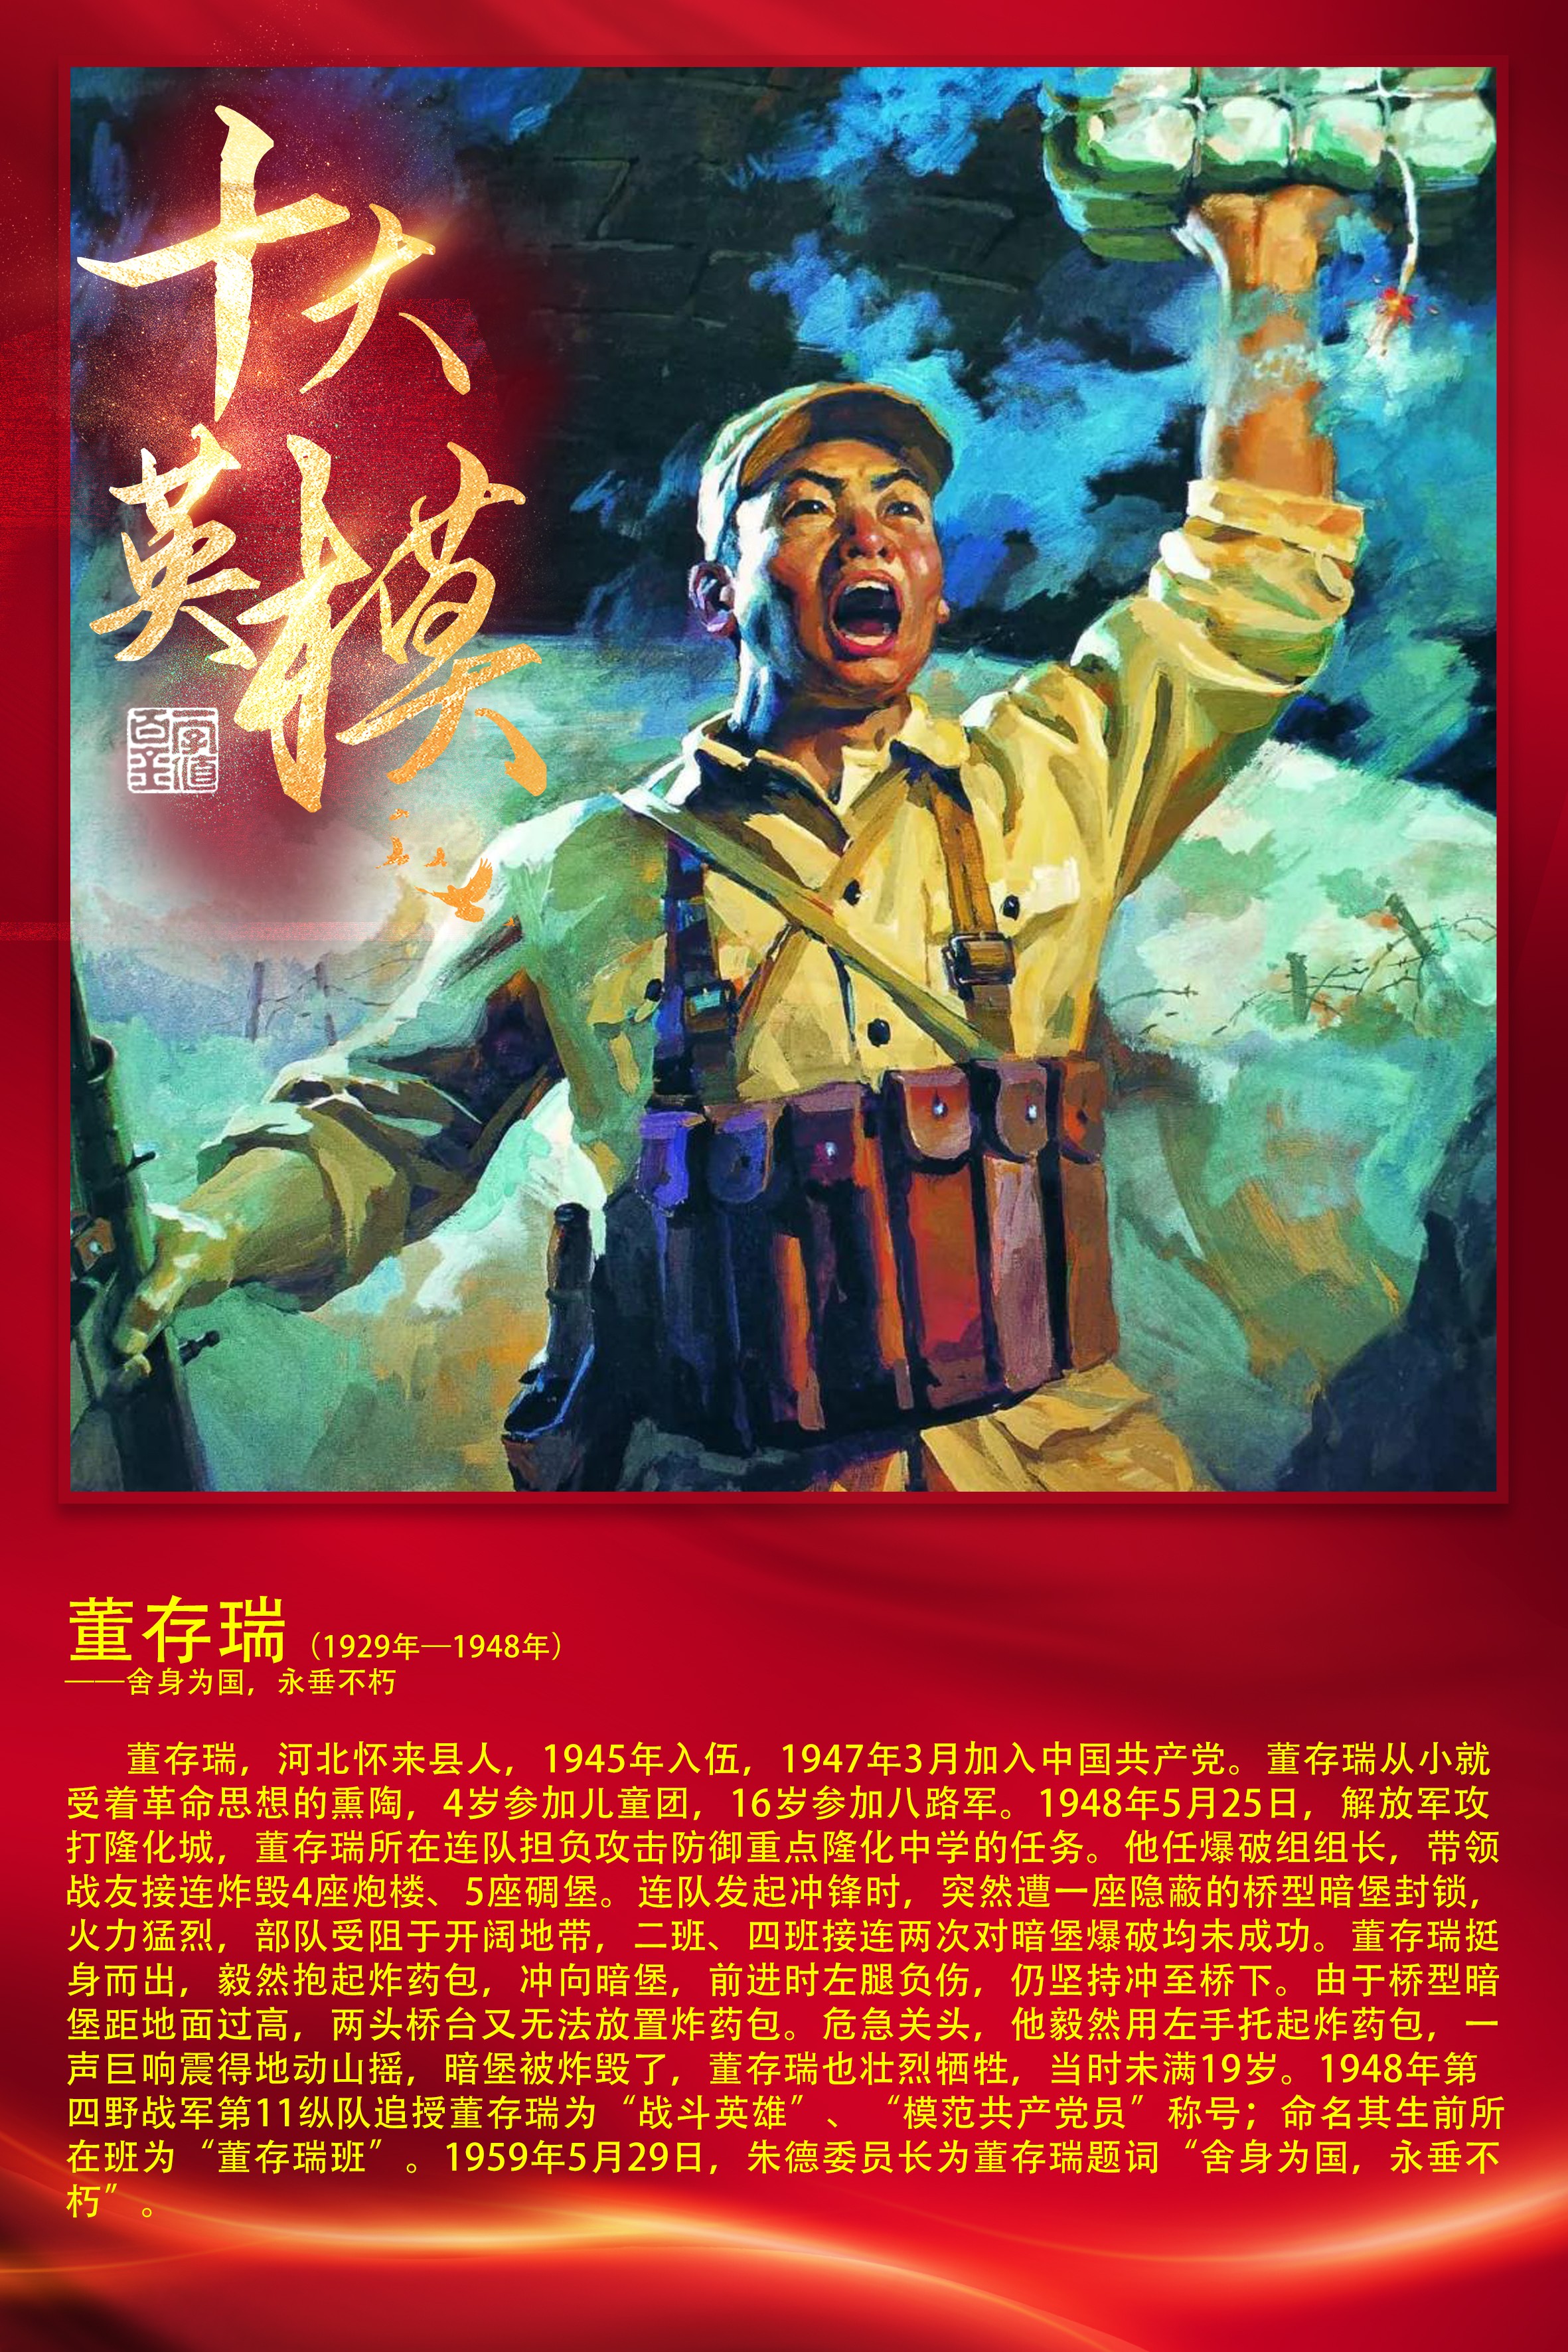 十大
英模
一字值百金
董存瑞（1929年—1948年）
——舍身为国，永垂不朽
董存瑞，河北怀来县人，1945年入伍，1947年3月加入中国共产党。董存瑞从小就
受着革命思想的熏陶，4岁参加儿童团，16岁参加八路军。1948年5月25日，解放军攻
打隆化城，董存瑞所在连队担负攻击防御重点隆化中学的任务。他任爆破组组长，带领
战友接连炸毁4座炮楼、5座碉堡。连队发起冲锋时，突然遭一座隐蔽的桥型暗堡封锁，
火力猛烈，部队受阻于开阔地带，二班、四班接连两次对暗堡爆破均未成功。董存瑞挺
身而出，毅然抱起炸药包，冲向暗堡，前进时左腿负伤，仍坚持冲至桥下。由于桥型暗
堡距地面过高，两头桥台又无法放置炸药包。危急关头，他毅然用左手托起炸药包，一
声巨响震得地动山摇，暗堡被炸毁了，董存瑞也壮烈牺牲，当时未满19岁。1948年第
四野战军第11纵队追授董存瑞为“战斗英雄”、“模范共产党员”称号；命名其生前所
在班为“董存瑞班”。1959年5月29日，朱德委员长为董存瑞题词“舍身为国，永垂不
朽”。